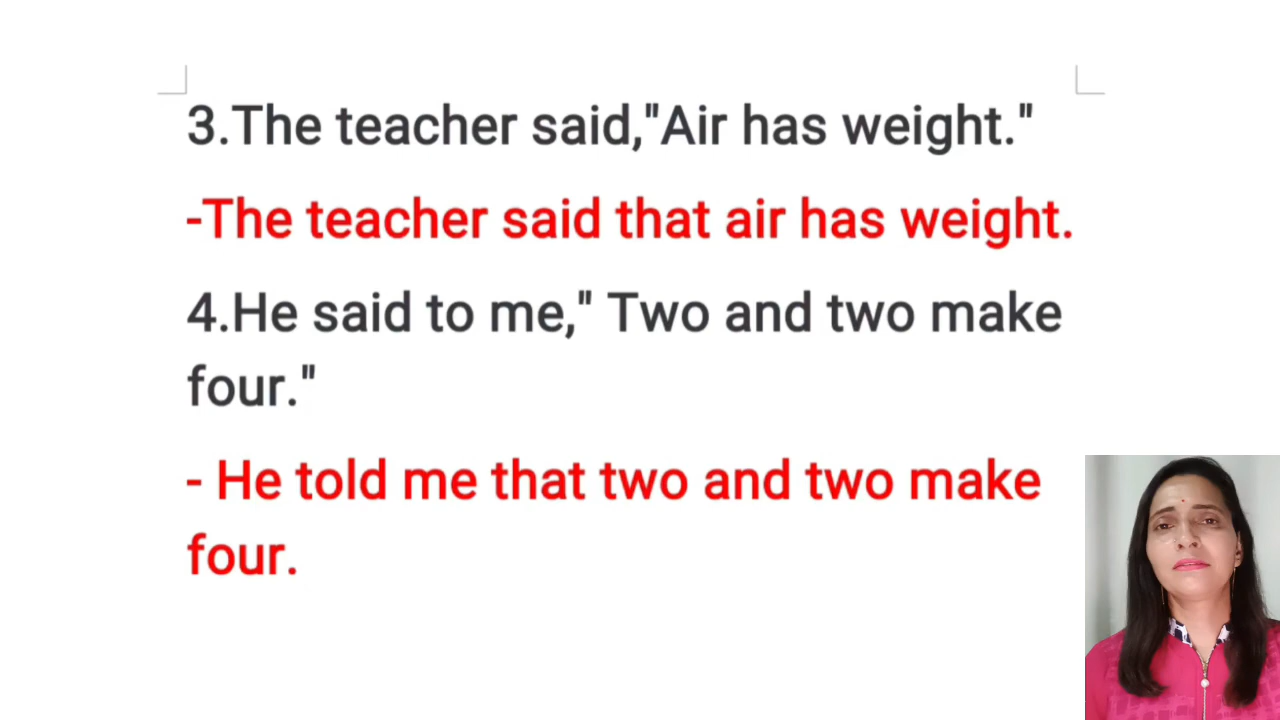 3.The teacher said,"Air has weight."
-The teacher said that air has weight.
4.He said to me," Two and two make
four."
- He told me that two and two make
four.